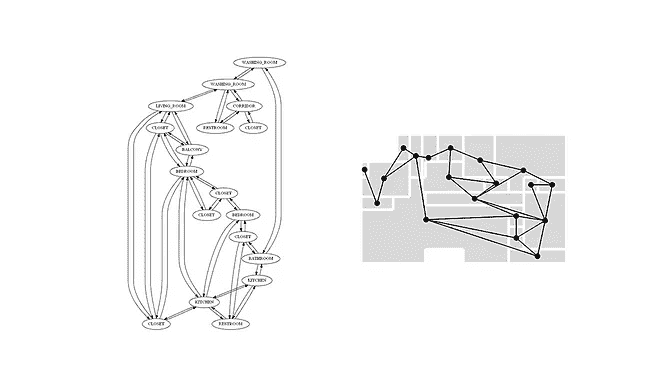 WASHING_ROOM
WASHING_ROOM
LIVING_ROOM
CORRIDOR
CLOSET
RESTROOM
CLOSET
BALCONY
BEDROOM
CLOSET
CLOSET
BEDROOM
CLOSET
BATHROOM
KITCHEN
KITCHEN
CLOSET
RESTROOM